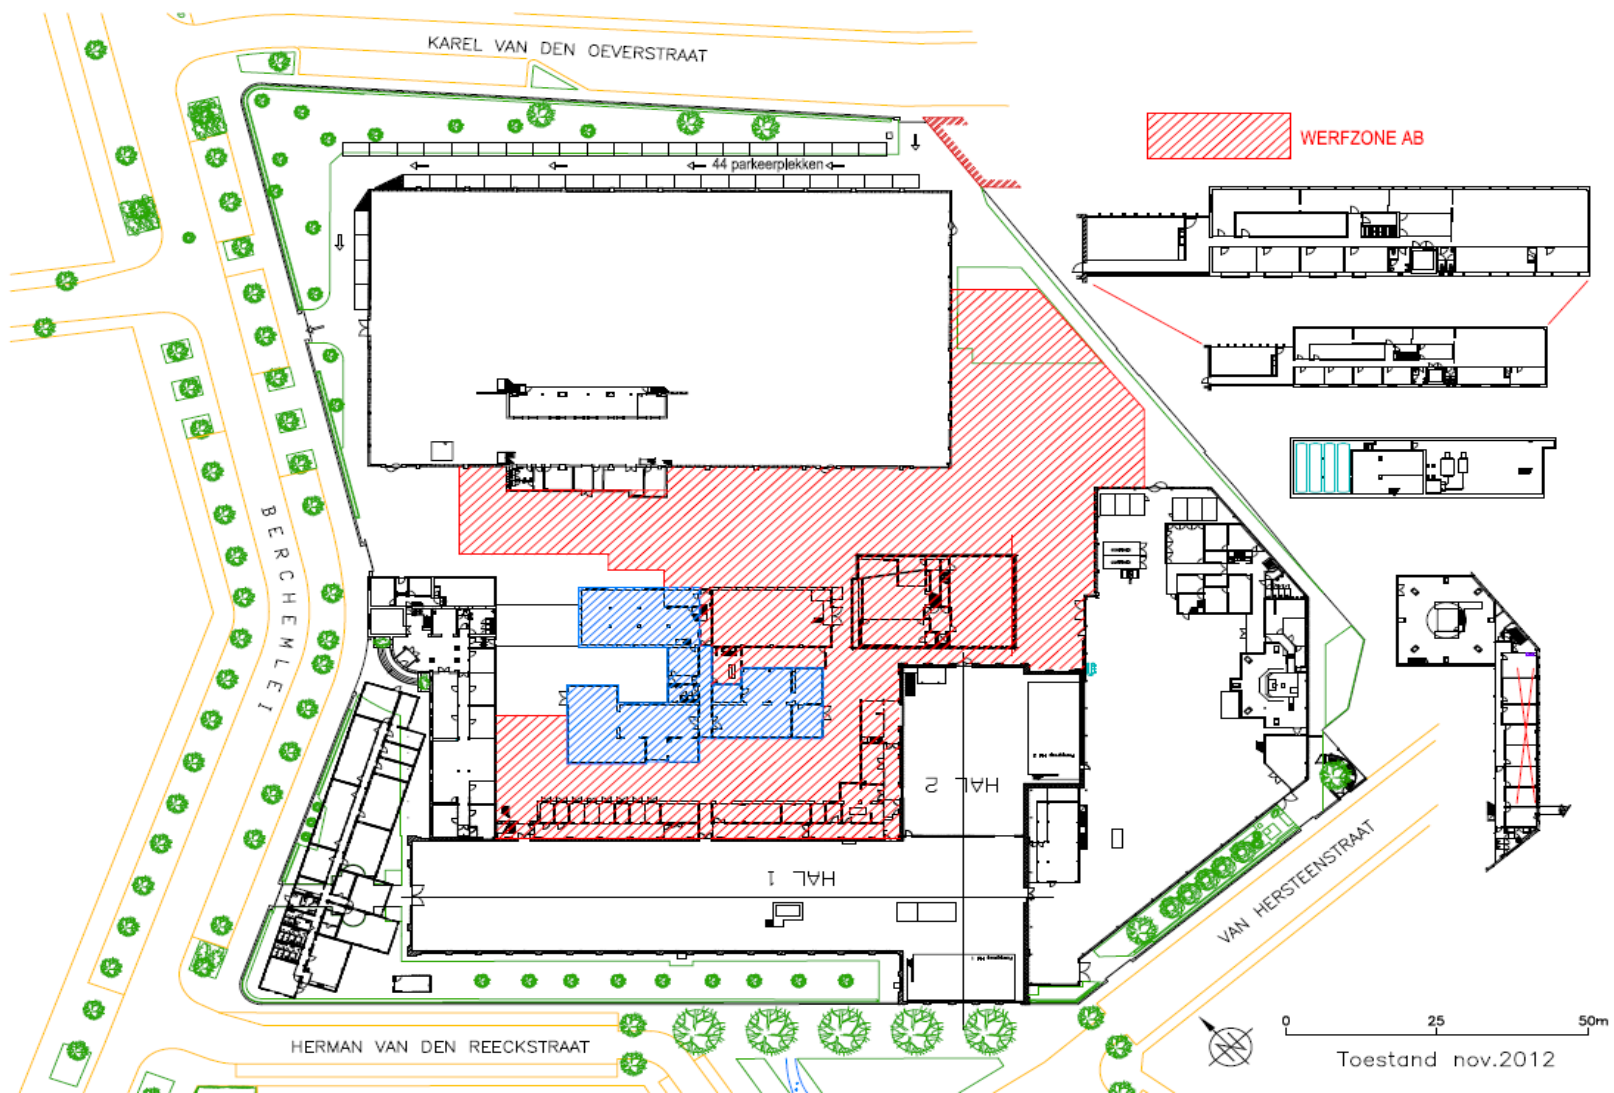 KAREL VAN DEN OEVERSTRAAT
WERFZONE AB
44 parkeerplekken
BERCHEMLEI
HAL 2
HAL 1
VAN HERSTEENSTRAAT
HERMAN VAN DEN REECKSTRAAT
0 25 50m
Toestand nov.2012